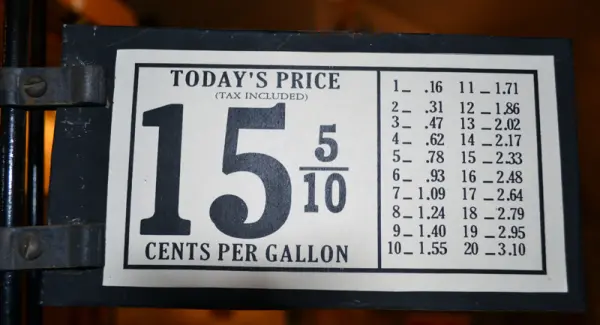 TODAY'S PRICE
(TAX INCLUDED)
15 5/10
CENTS PER GALLON
1 – .16 11 – 1.71
2 – .31 12 – 1.86
3 – .47 13 – 2.02
4 – .62 14 – 2.17
5 – .78 15 – 2.33
6 – .93 16 – 2.48
7 – 1.09 17 – 2.64
8 – 1.24 18 – 2.79
9 – 1.40 19 – 2.95
10 – 1.55 20 – 3.10